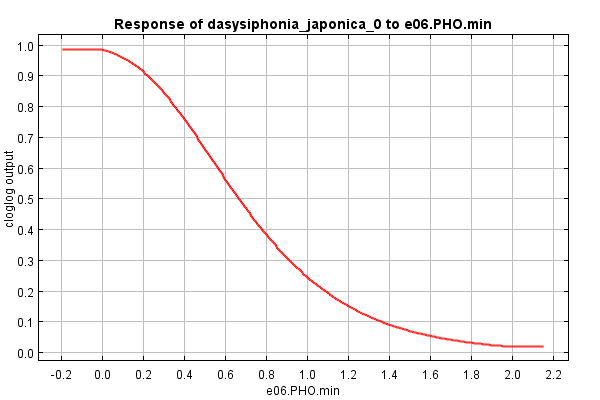 Response of dasysiphonia_japonica_0 to e06.PHO.min
cloglog output
1.0
0.9
0.8
0.7
0.6
0.5
0.4
0.3
0.2
0.1
0.0
-0.2 0.0 0.2 0.4 0.6 0.8 1.0 1.2 1.4 1.6 1.8 2.0 2.2
e06.PHO.min